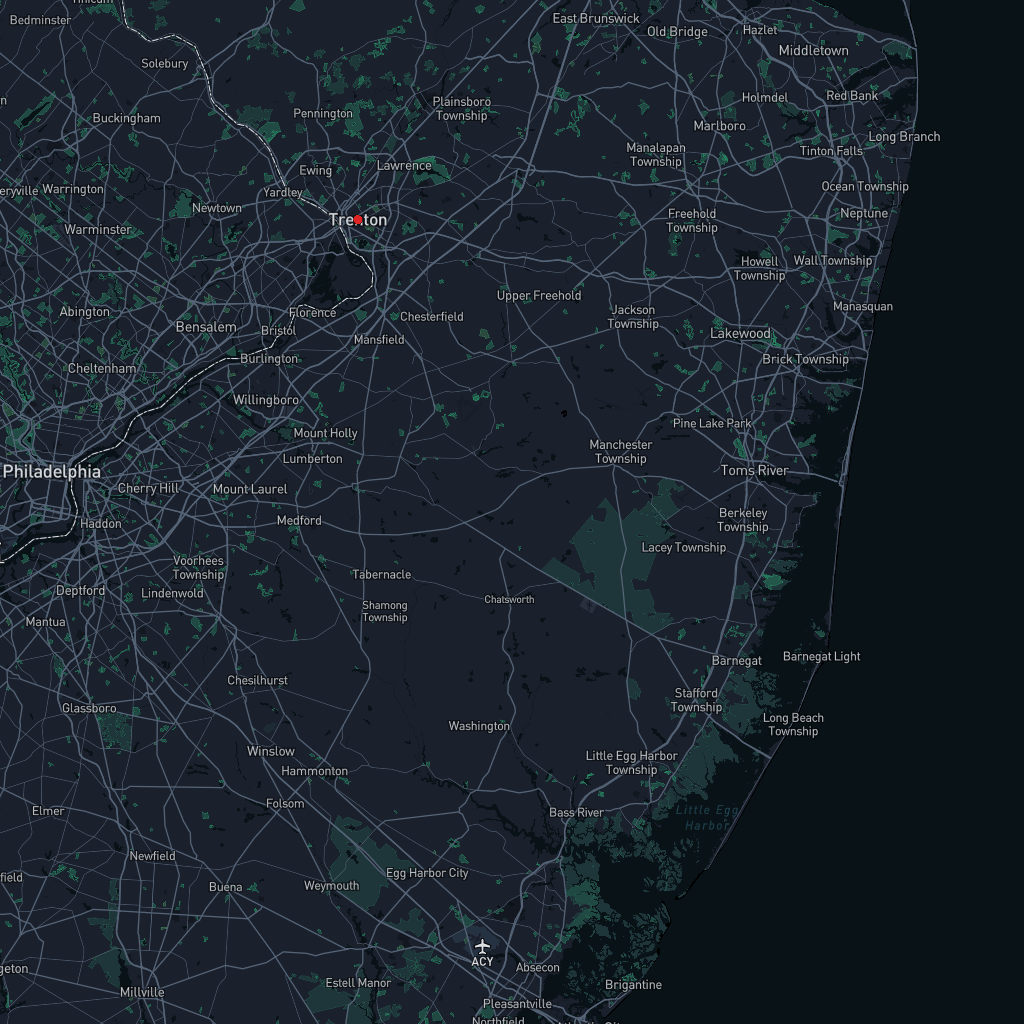 Bedminster
East Brunswick
Old Bridge
Hazlet
Middletown
Solebury
Plainsboro
Township
Holmdel
Red Bank
Buckingham
Pennington
Marlboro
Long Branch
Manalapan
Township
Tinton Falls
Ewing
Lawrence
Warrington
Yardley
Ocean Township
Newtown
Trenton
Freehold
Township
Neptune
Warminster
Howell
Township
Wall Township
Upper Freehold
Manasquan
Abington
Florence
Chesterfield
Jackson
Township
Bensalem
Bristol
Mansfield
Lakewood
Burlington
Brick Township
Cheltenham
Willingboro
Pine Lake Park
Mount Holly
Manchester
Township
Lumberton
Philadelphia
Toms River
Cherry Hill
Mount Laurel
Haddon
Medford
Berkeley
Township
Lacey Township
Voorhees
Township
Tabernacle
Deptford
Lindenwold
Chatsworth
Shamong
Township
Mantua
Barnegat
Barnegat Light
Chesilhurst
Stafford
Township
Glassboro
Long Beach
Township
Washington
Winslow
Little Egg Harbor
Township
Hammonton
Folsom
Elmer
Bass River
Little Egg
Harbor
Newfield
Egg Harbor City
Buena
Weymouth
ACY
Absecon
Estell Manor
Brigantine
Millville
Pleasantville
Northfield